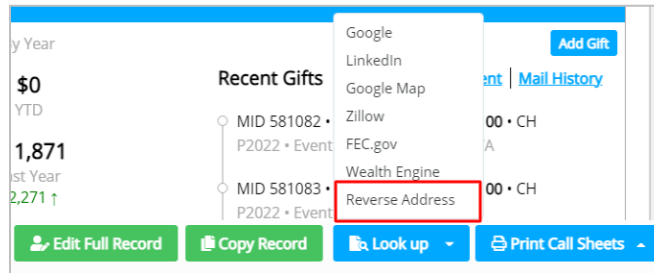 y Year
Google
Add Gift
LinkedIn
$0
Recent Gifts
Google Map
ent | Mail History
YTD
Zillow
MID 581082 •
00 • CH
1,871
P2022 • Event
FEC.gov
A
st Year
Wealth Engine
2,271 ↑
MID 581083 •
Reverse Address
00 • CH
P2022 • Event
Edit Full Record
Copy Record
Look up
Print Call Sheets